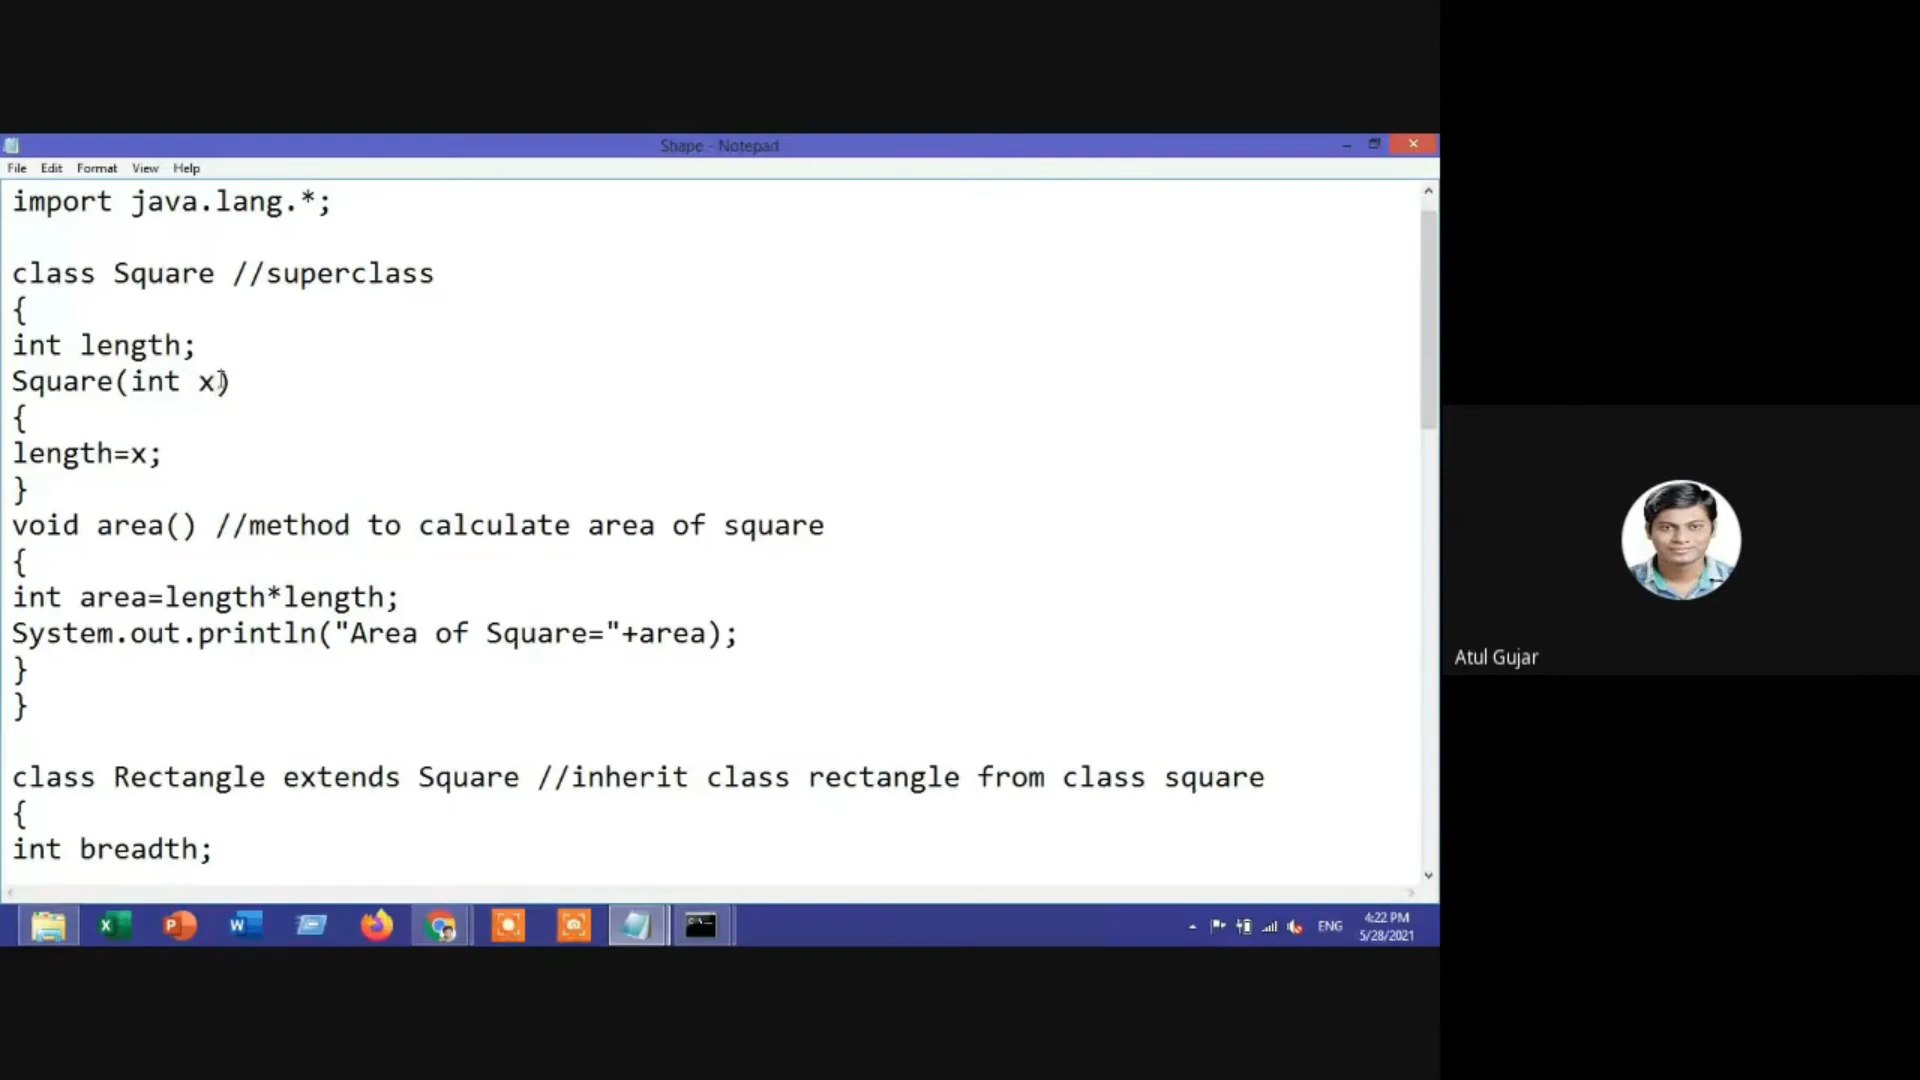 Shape - Notepad
File Edit Format View Help
import java.lang.*;
class Square //superclass
{
int length;
Square(int x)
{
length=x;
}
void area() //method to calculate area of square
{
int area=length*length;
System.out.println("Area of Square="+area);
}
}
class Rectangle extends Square //inherit class rectangle from class square
{
int breadth;
Atul Gujar
ENG
4:22 PM
5/28/2021